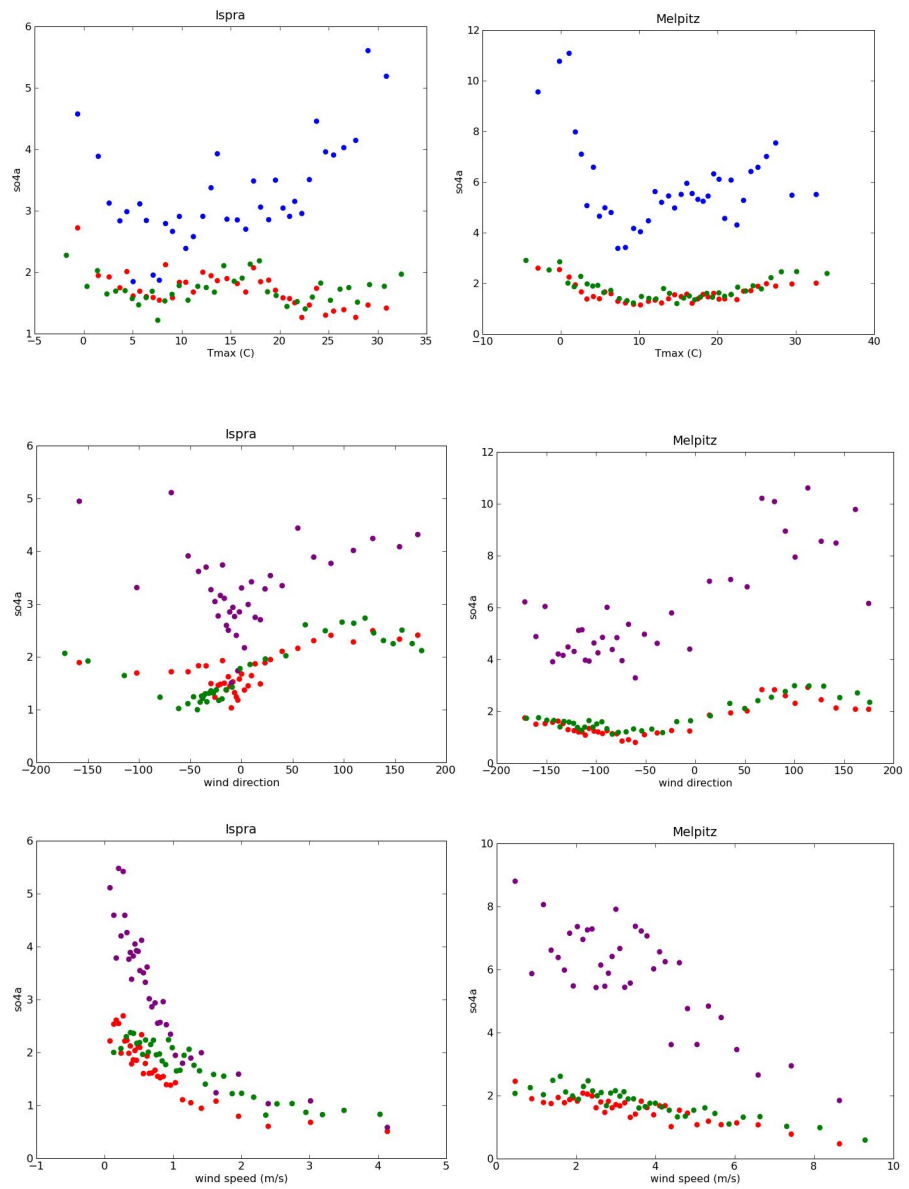 Ispra
6
5
4
so4a
3
2
1
−5 0 5 10 15 20 25 30 35
Tmax (C)
Melpitz
12
10
8
so4a
6
4
2
0
−10 0 10 20 30 40
Tmax (C)
Ispra
6
5
4
so4a
3
2
1
0
−200 −150 −100 −50 0 50 100 150 200
wind direction
Melpitz
12
10
8
so4a
6
4
2
0
−200 −150 −100 −50 0 50 100 150 200
wind direction
Ispra
6
5
4
so4a
3
2
1
0
−1 0 1 2 3 4 5
wind speed (m/s)
Melpitz
10
8
6
so4a
4
2
0
0 2 4 6 8 10
wind speed (m/s)